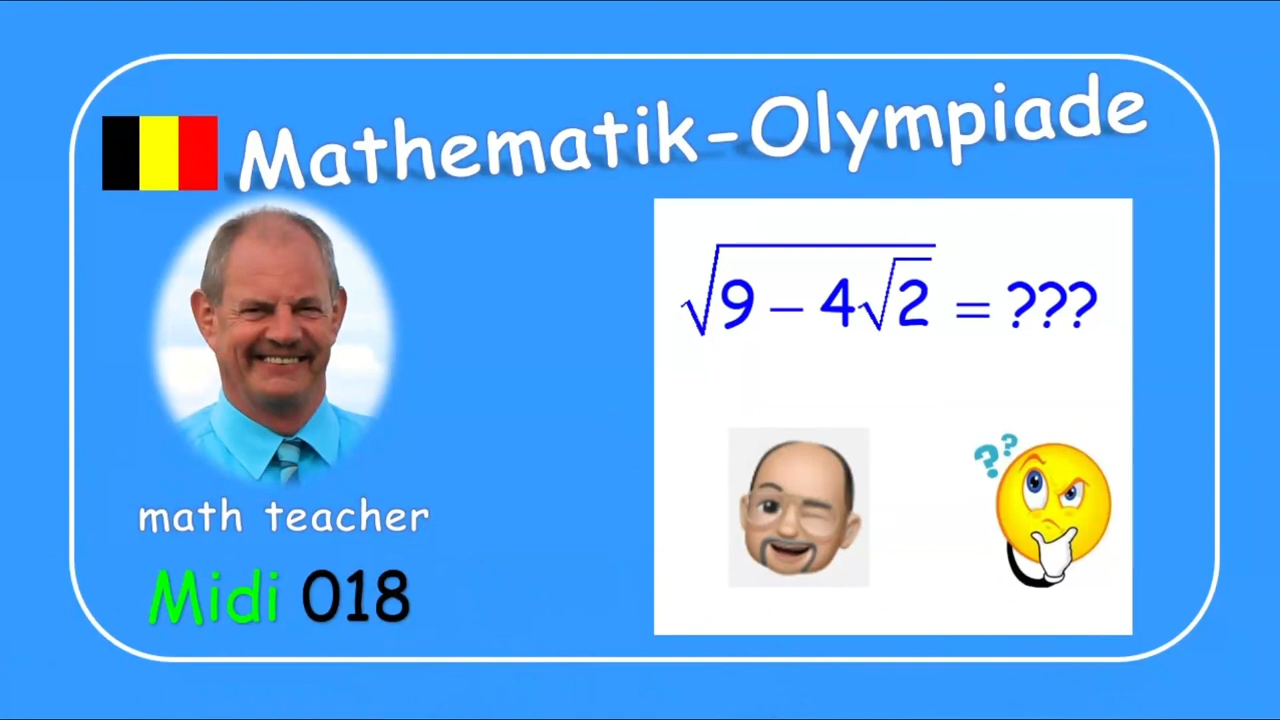 Mathematik-Olympiade
√(9 − 4√2) = ???
? ?
math teacher
Midi 018